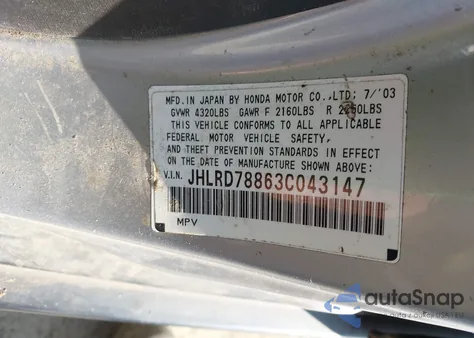 MFD.IN JAPAN BY HONDA MOTOR CO.,LTD: 7/'03
GVWR 4320LBS GAWR F 2160LBS R 2250LBS
THIS VEHICLE CONFORMS TO ALL APPLICABLE
FEDERAL MOTOR VEHICLE SAFETY,
AND THEFT PREVENTION STANDARDS IN EFFECT
ON THE DATE OF MANUFACTURE SHOWN ABOVE:
V.I.N. JHLRD78863C043147
MPV
autoSnap